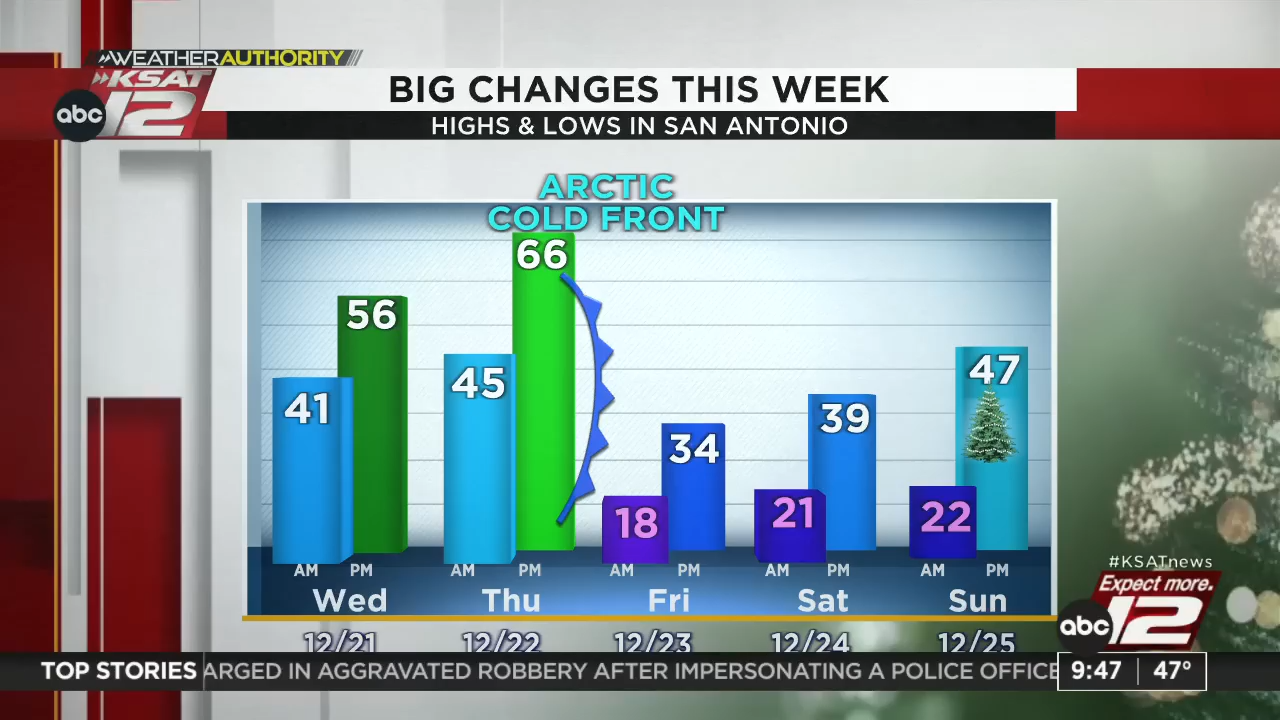 WEATHERAUTHORITY
KSAT
abc 12
BIG CHANGES THIS WEEK
HIGHS & LOWS IN SAN ANTONIO
ARCTIC
COLD FRONT
41 56 45 66 18 34 21 39 22 47
AM PM AM PM AM PM AM PM AM PM
Wed Thu Fri Sat Sun
12/21 12/22 12/23 12/24 12/25
#KSATnews
Expect more.
abc 12
TOP STORIES ARGED IN AGGRAVATED ROBBERY AFTER IMPERSONATING A POLICE OFFICE 9:47 47°